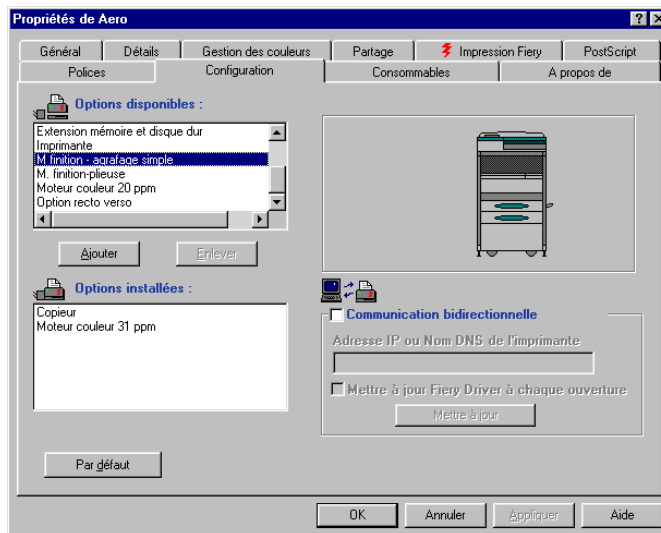 Propriétés de Aero
Général Détails Gestion des couleurs Partage Impression Fiery PostScript
Polices Configuration Consommables A propos de
Options disponibles :
Extension mémoire et disque dur
Imprimante
M finition - agrafage simple
M. finition-plieuse
Moteur couleur 20 ppm
Option recto verso
Ajouter Enlever
Options installées :
Copieur
Moteur couleur 31 ppm
Communication bidirectionnelle
Adresse IP ou Nom DNS de l'imprimante
Mettre à jour Fiery Driver à chaque ouverture
Mettre à jour
Par défaut
OK Annuler Appliquer Aide